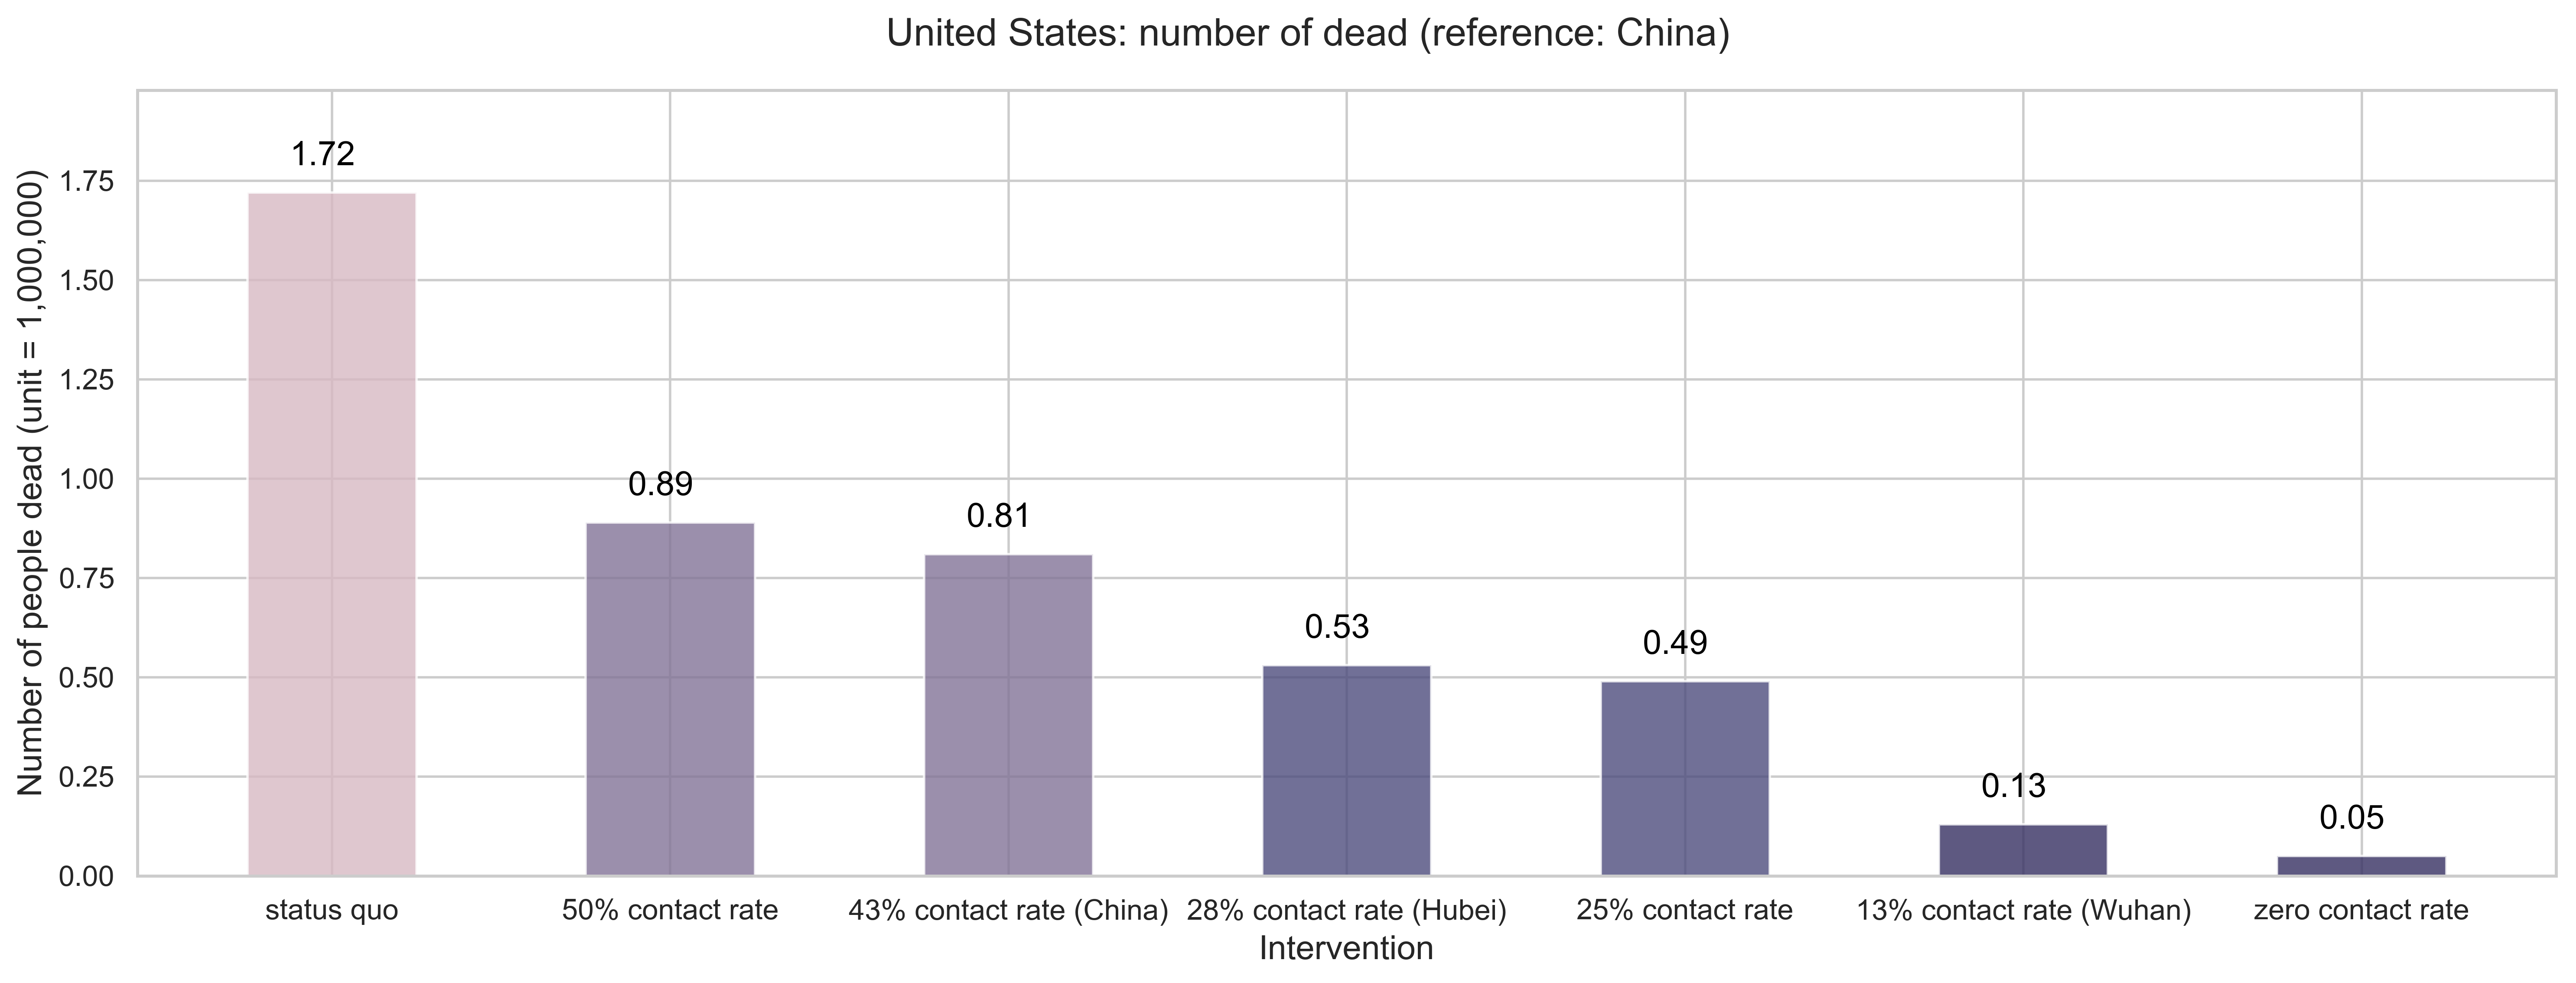 United States: number of dead (reference: China)
Number of people dead (unit = 1,000,000)
1.75
1.50
1.25
1.00
0.75
0.50
0.25
0.00
1.72
0.89
0.81
0.53
0.49
0.13
0.05
status quo
50% contact rate
43% contact rate (China)
28% contact rate (Hubei)
25% contact rate
13% contact rate (Wuhan)
zero contact rate
Intervention